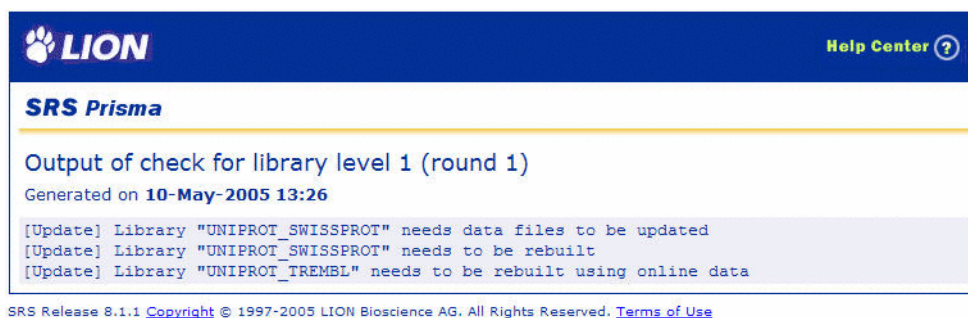 LION
Help Center ?
SRS Prisma
Output of check for library level 1 (round 1)
Generated on 10-May-2005 13:26
[Update] Library "UNIPROT_SWISSPROT" needs data files to be updated
[Update] Library "UNIPROT_SWISSPROT" needs to be rebuilt
[Update] Library "UNIPROT_TREMBL" needs to be rebuilt using online data
SRS Release 8.1.1 Copyright © 1997-2005 LION Bioscience AG. All Rights Reserved. Terms of Use